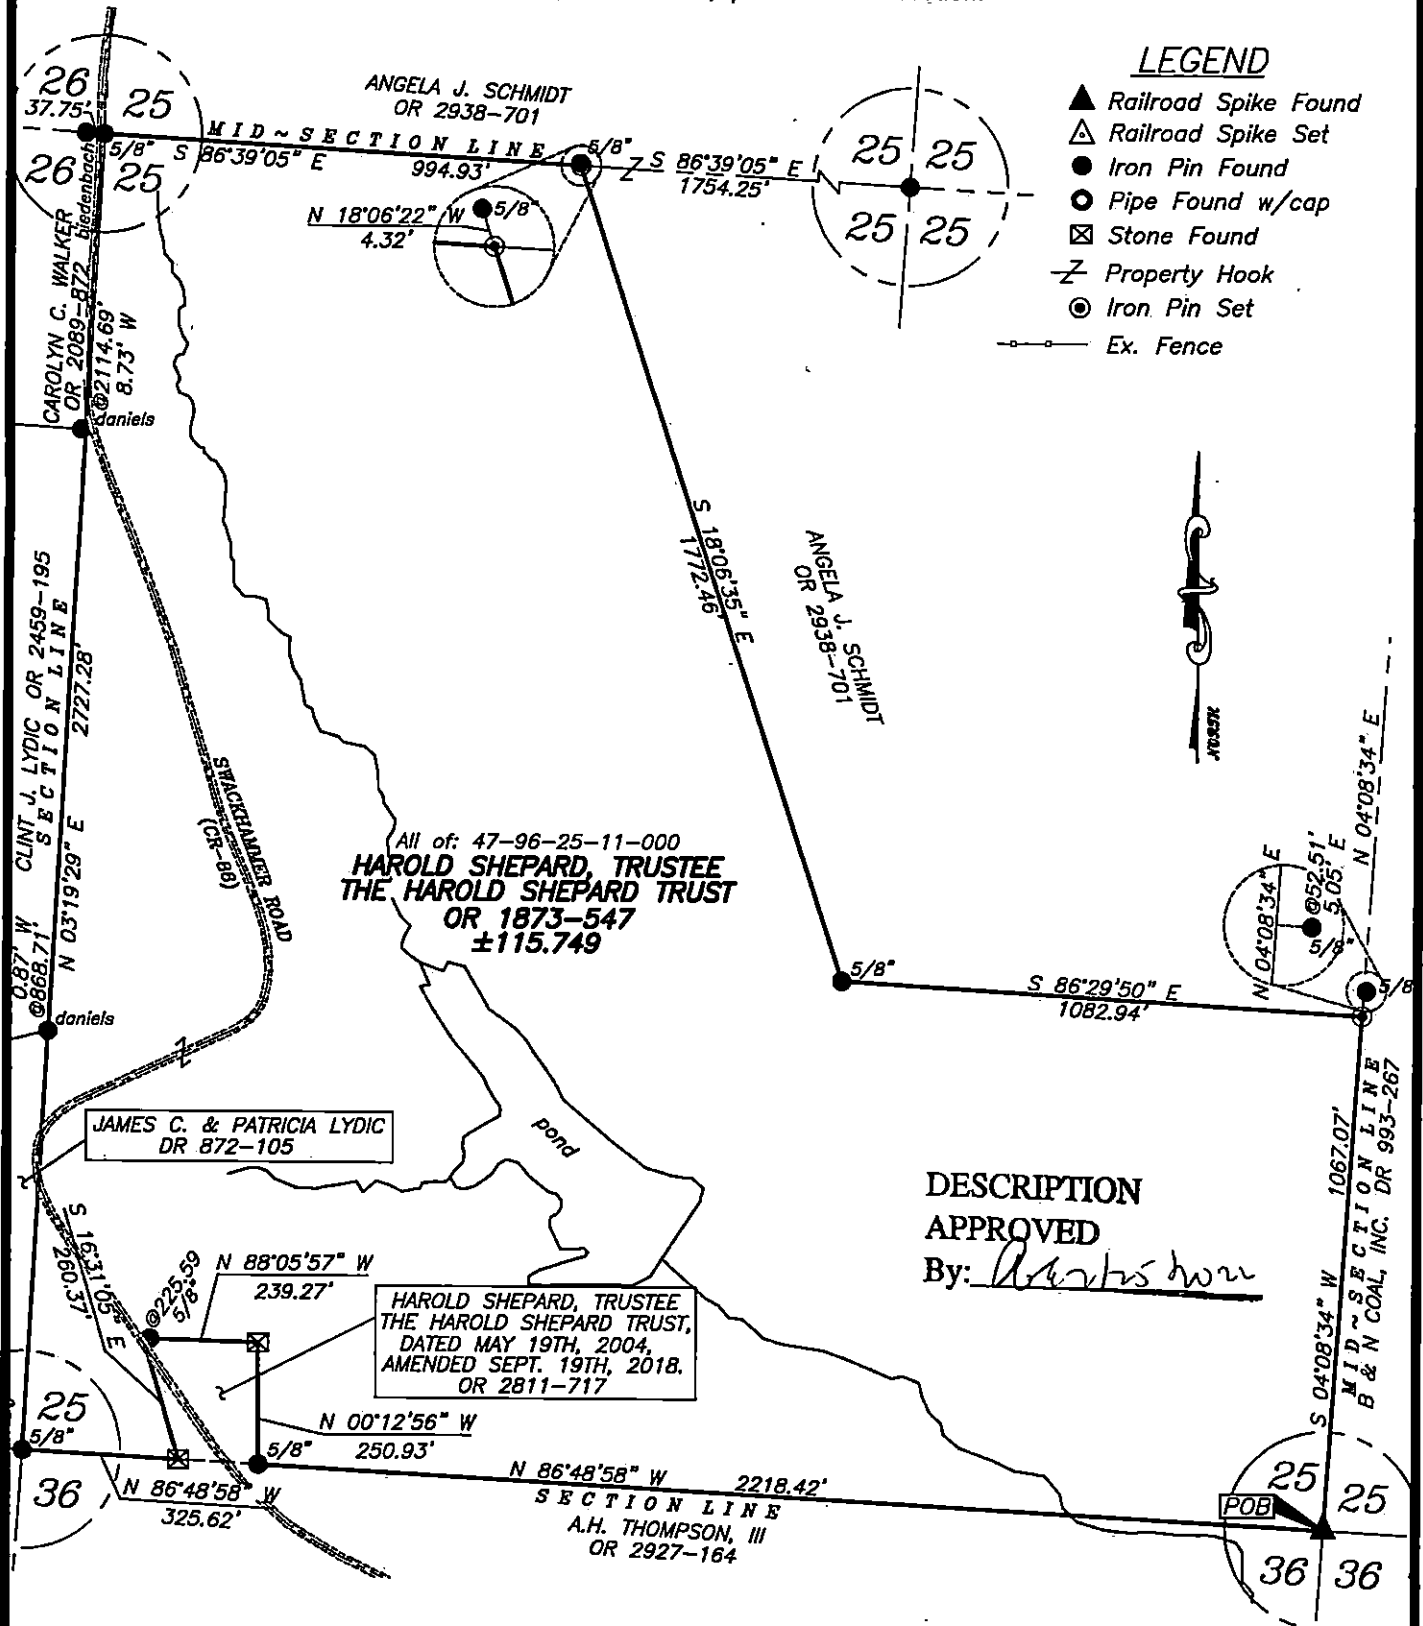 LEGEND
Railroad Spike Found
Railroad Spike Set
Iron Pin Found
Pipe Found w/cap
Stone Found
Property Hook
Iron Pin Set
Ex. Fence
26
25
37.75'
26
25
5/8"
biedenbach
ANGELA J. SCHMIDT
OR 2938-701
MID~SECTION LINE
S 86°39'05" E
994.93'
5/8"
S 86°39'05" E
1754.25'
25
25
25
25
N 18°06'22" W
4.32'
5/8"
CAROLYN C. WALKER
OR 2089-872
@2114.69'
8.73' W
daniels
CLINT J. LYDIC OR 2459-195
SECTION LINE
N 03°19'29" E
2727.28'
0.87' W
@868.71'
daniels
SWACKHAMMER ROAD
(CR-86)
S 18°06'35" E
1772.46'
ANGELA J. SCHMIDT
OR 2938-701
NORTH
All of: 47-96-25-11-000
HAROLD SHEPARD, TRUSTEE
THE HAROLD SHEPARD TRUST
OR 1873-547
±115.749
5/8"
S 86°29'50" E
1082.94'
N 04°08'34" E
@52.51'
5.05' E
5/8"
N 04°08'34" E
5/8
S 04°08'34" W
1067.07'
MID~SECTION LINE
B & N COAL, INC. DR 993-267
JAMES C. & PATRICIA LYDIC
DR 872-105
pond
DESCRIPTION
APPROVED
By:
S 16°31'05" E
260.37'
@225.59
5/8"
N 88°05'57" W
239.27'
HAROLD SHEPARD, TRUSTEE
THE HAROLD SHEPARD TRUST,
DATED MAY 19TH, 2004,
AMENDED SEPT. 19TH, 2018.
OR 2811-717
N 00°12'56" W
250.93'
25
5/8"
36
N 86°48'58" W
325.62'
5/8"
N 86°48'58" W
2218.42'
SECTION LINE
A.H. THOMPSON, III
OR 2927-164
POB
25
25
36
36